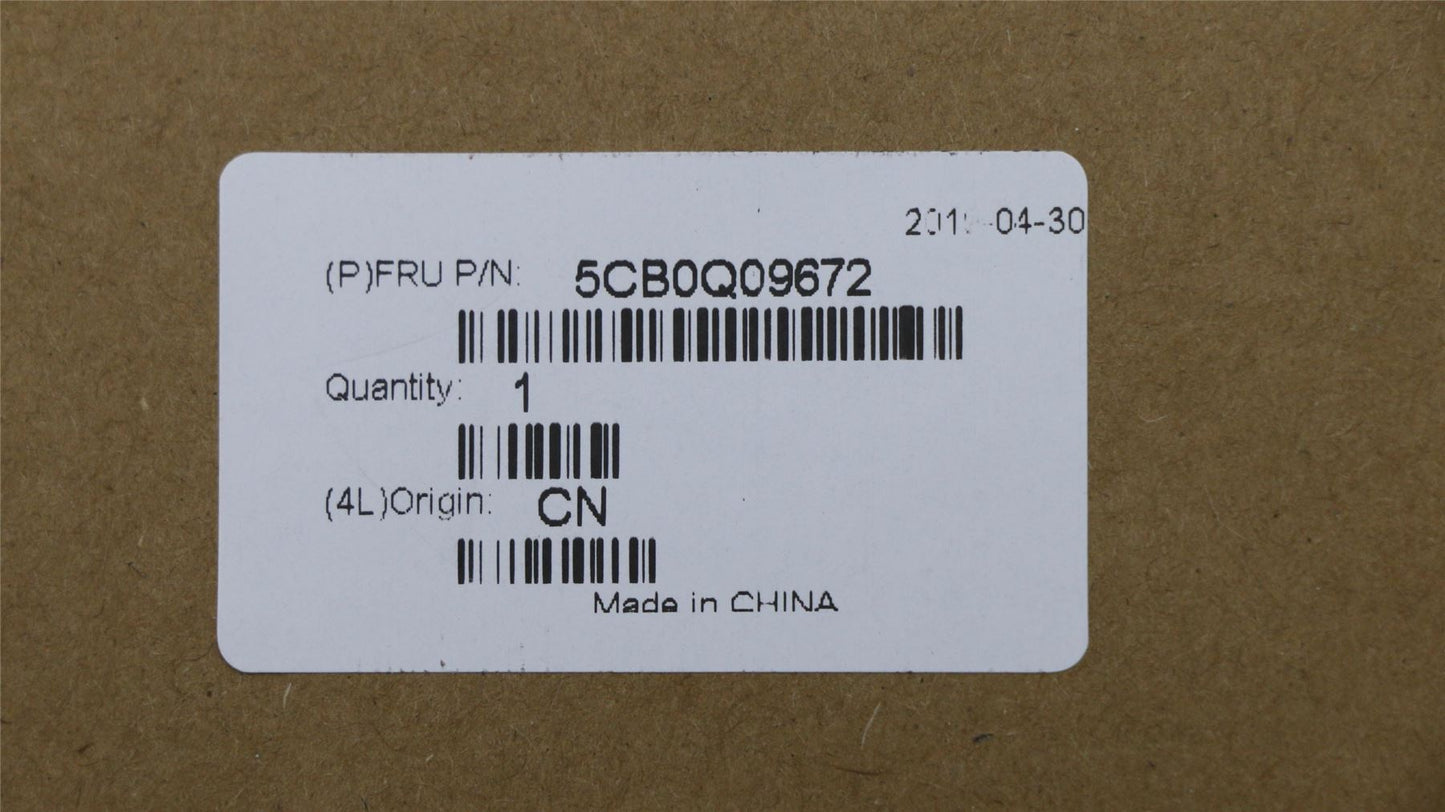 (P)FRU P/N: 5CB0Q09672
Quantity: 1
(4L)Origin: CN
Made in CHINA